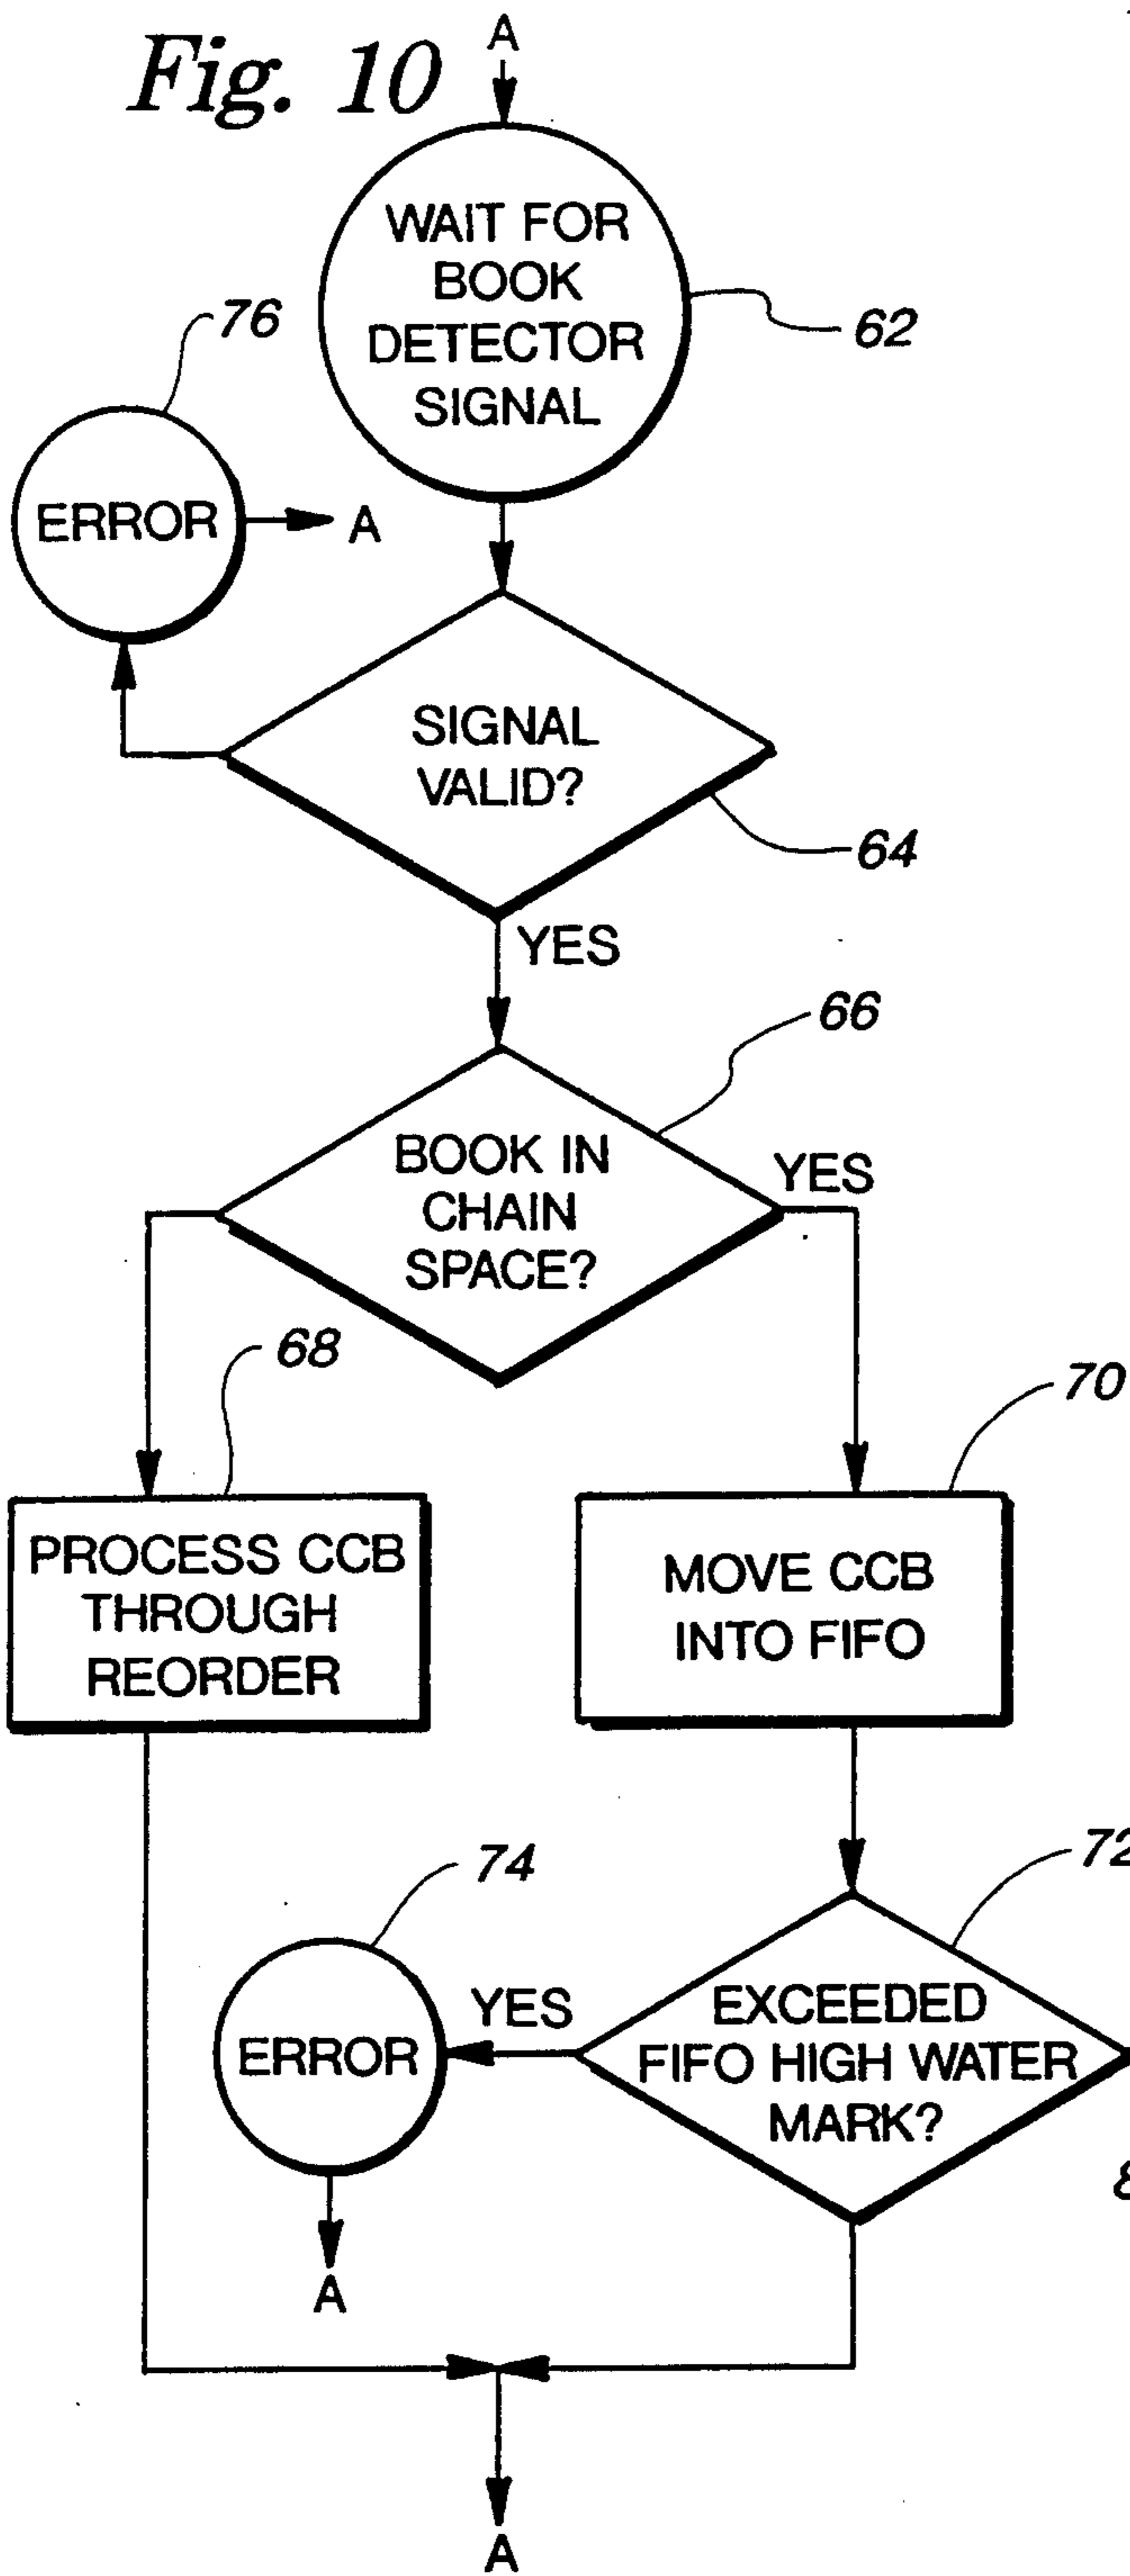 Fig. 10
A
WAIT FOR
BOOK
DETECTOR
SIGNAL
62
76
ERROR
A
SIGNAL
VALID?
64
YES
66
BOOK IN
CHAIN
SPACE?
YES
68
70
PROCESS CCB
THROUGH
REORDER
MOVE CCB
INTO FIFO
72
74
YES
ERROR
EXCEEDED
FIFO HIGH WATER
MARK?
8
A
A